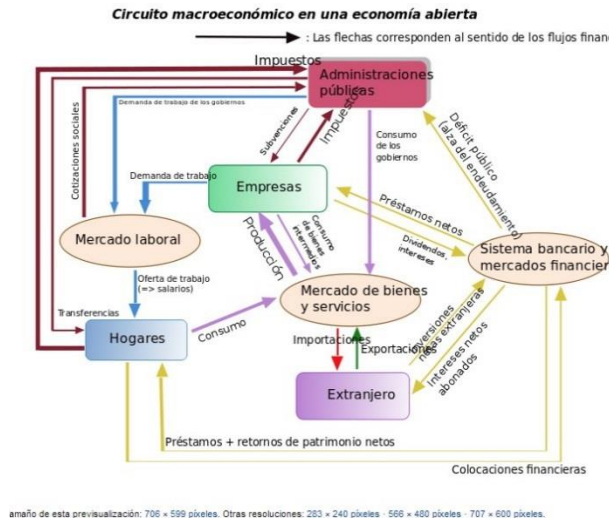 Circuito macroeconómico en una economía abierta
: Las flechas corresponden al sentido de los flujos finan
Impuestos
Administraciones
públicas
Demanda de trabajo de los gobiernos
Cotizaciones sociales
Subvenciones
Impuestos
Consumo
de los
gobiernos
Déficit público
(alza del endeudamiento)
Demanda de trabajo
Empresas
Préstamos netos
Dividendos,
intereses
Mercado laboral
Producción
Consumo
de bienes
intermedios
Sistema bancario y
mercados financier
Oferta de trabajo
(=> salarios)
Mercado de bienes
y servicios
Transferencias
Hogares
Consumo
Importaciones
Exportaciones
Inversiones
netas extranjeras
Intereses netos
abonados
Extranjero
Préstamos + retornos de patrimonio netos
Colocaciones financieras
amaño de esta previsualización: 706 × 599 píxeles. Otras resoluciones: 283 × 240 píxeles · 566 × 480 píxeles · 707 × 600 píxeles.